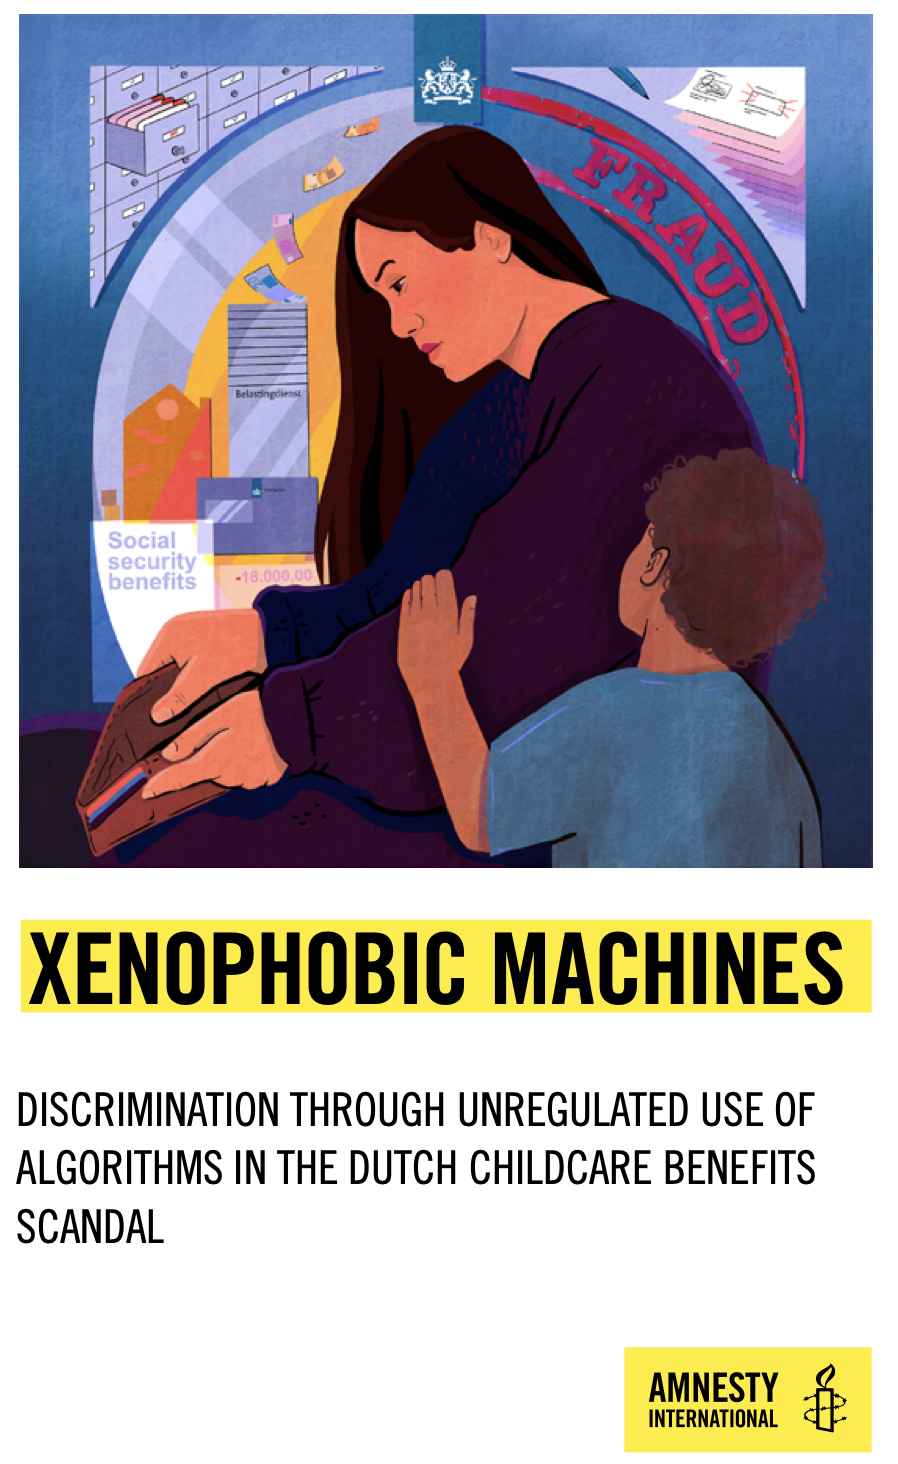 FRAUD
Belastingdienst
Social
security
benefits
-18.000,00
XENOPHOBIC MACHINES
DISCRIMINATION THROUGH UNREGULATED USE OF
ALGORITHMS IN THE DUTCH CHILDCARE BENEFITS
SCANDAL
AMNESTY
INTERNATIONAL